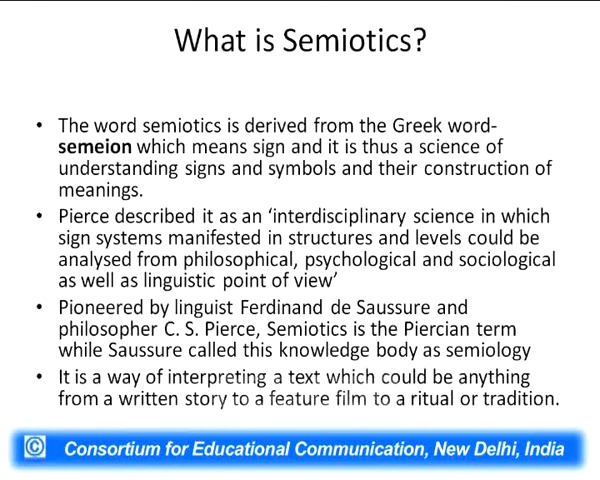 What is Semiotics?
• The word semiotics is derived from the Greek word-
semeion which means sign and it is thus a science of
understanding signs and symbols and their construction of
meanings.
• Pierce described it as an ‘interdisciplinary science in which
sign systems manifested in structures and levels could be
analysed from philosophical, psychological and sociological
as well as linguistic point of view’
• Pioneered by linguist Ferdinand de Saussure and
philosopher C. S. Pierce, Semiotics is the Piercian term
while Saussure called this knowledge body as semiology
• It is a way of interpreting a text which could be anything
from a written story to a feature film to a ritual or tradition.
© Consortium for Educational Communication, New Delhi, India